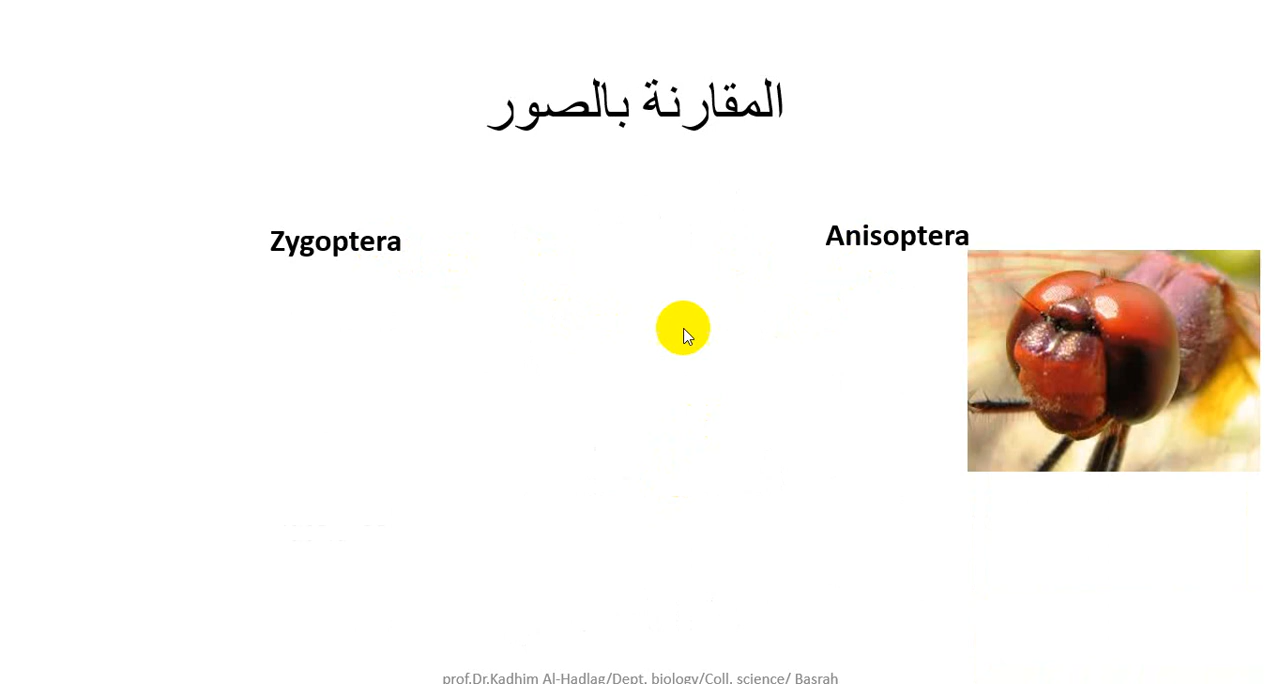 المقارنة بالصور
Zygoptera
Anisoptera
prof.Dr.Kadhim Al-Hadlag/Dept. biology/Coll. science/ Basrah